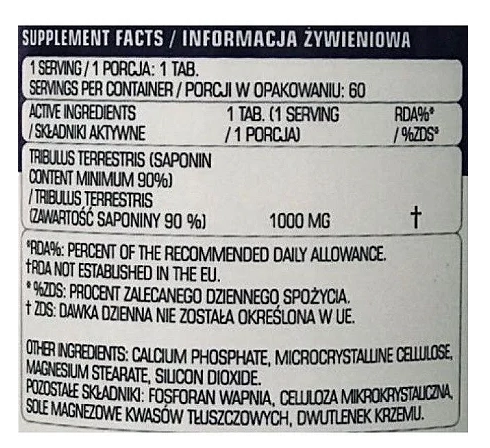 SUPPLEMENT FACTS / INFORMACJA ŻYWIENIOWA
1 SERVING / 1 PORCJA: 1 TAB.
SERVINGS PER CONTAINER / PORCJI W OPAKOWANIU: 60
ACTIVE INGREDIENTS 1 TAB. (1 SERVING RDA%*
/ SKŁADNIKI AKTYWNE / 1 PORCJA) / %ZDS*
TRIBULUS TERRESTRIS (SAPONIN
CONTENT MINIMUM 90%)
/ TRIBULUS TERRESTRIS
(ZAWARTOŚĆ SAPONINY 90 %) 1000 MG †
*RDA%: PERCENT OF THE RECOMMENDED DAILY ALLOWANCE.
†RDA NOT ESTABLISHED IN THE EU.
* %ZDS: PROCENT ZALECANEGO DZIENNEGO SPOŻYCIA.
† ZDS: DAWKA DZIENNA NIE ZOSTAŁA OKREŚLONA W UE.
OTHER INGREDIENTS: CALCIUM PHOSPHATE, MICROCRYSTALLINE CELLULOSE,
MAGNESIUM STEARATE, SILICON DIOXIDE.
POZOSTAŁE SKŁADNIKI: FOSFORAN WAPNIA, CELULOZA MIKROKRYSTALICZNA,
SOLE MAGNEZOWE KWASÓW TŁUSZCZOWYCH, DWUTLENEK KRZEMU.